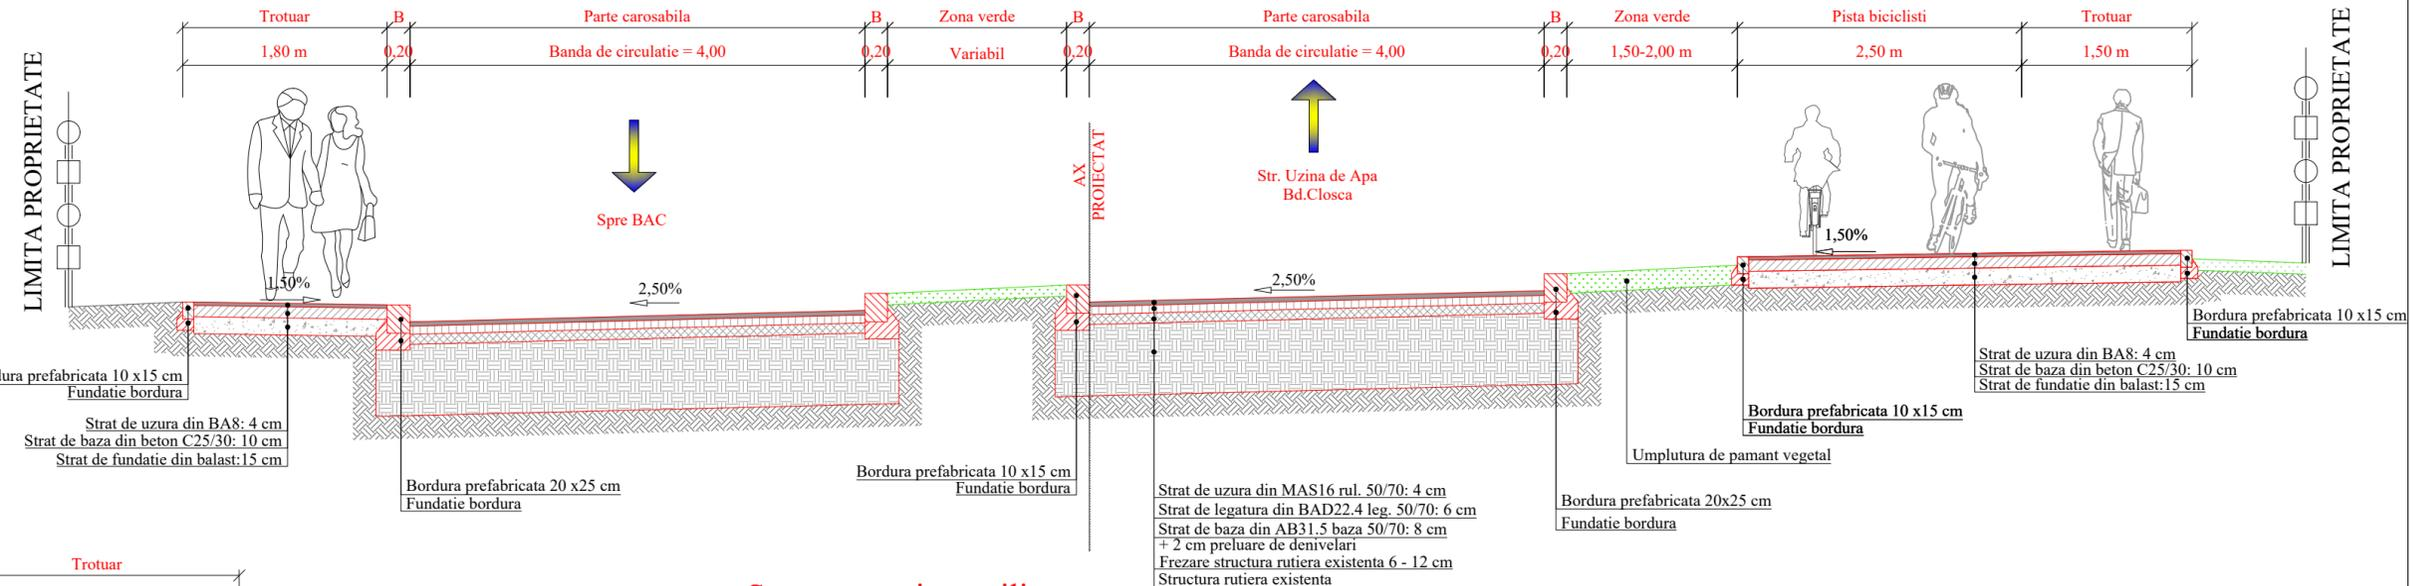 Trotuar
B
Parte carosabila
B
Zona verde
B
Parte carosabila
B
Zona verde
Pista biciclisti
Trotuar
1,80 m
0,20
Banda de circulatie = 4,00
0,20
Variabil
0,20
Banda de circulatie = 4,00
0,20
1,50-2,00 m
2,50 m
1,50 m
LIMITA PROPRIETATE
LIMITA PROPRIETATE
AX
PROIECTAT
Spre BAC
Str. Uzina de Apa
Bd.Closca
1,50%
2,50%
2,50%
1,50%
Bordura prefabricata 10 x15 cm
Fundatie bordura
Strat de uzura din BA8: 4 cm
Strat de baza din beton C25/30: 10 cm
Strat de fundatie din balast:15 cm
dura prefabricata 10 x15 cm
Fundatie bordura
Bordura prefabricata 10 x15 cm
Fundatie bordura
Strat de uzura din BA8: 4 cm
Strat de baza din beton C25/30: 10 cm
Strat de fundatie din balast:15 cm
Umplutura de pamant vegetal
Bordura prefabricata 20 x25 cm
Fundatie bordura
Bordura prefabricata 10 x15 cm
Fundatie bordura
Strat de uzura din MAS16 rul. 50/70: 4 cm
Strat de legatura din BAD22.4 leg. 50/70: 6 cm
Strat de baza din AB31.5 baza 50/70: 8 cm
+ 2 cm preluare de denivelari
Frezare structura rutiera existenta 6 - 12 cm
Structura rutiera existenta
Bordura prefabricata 20x25 cm
Fundatie bordura
Trotuar